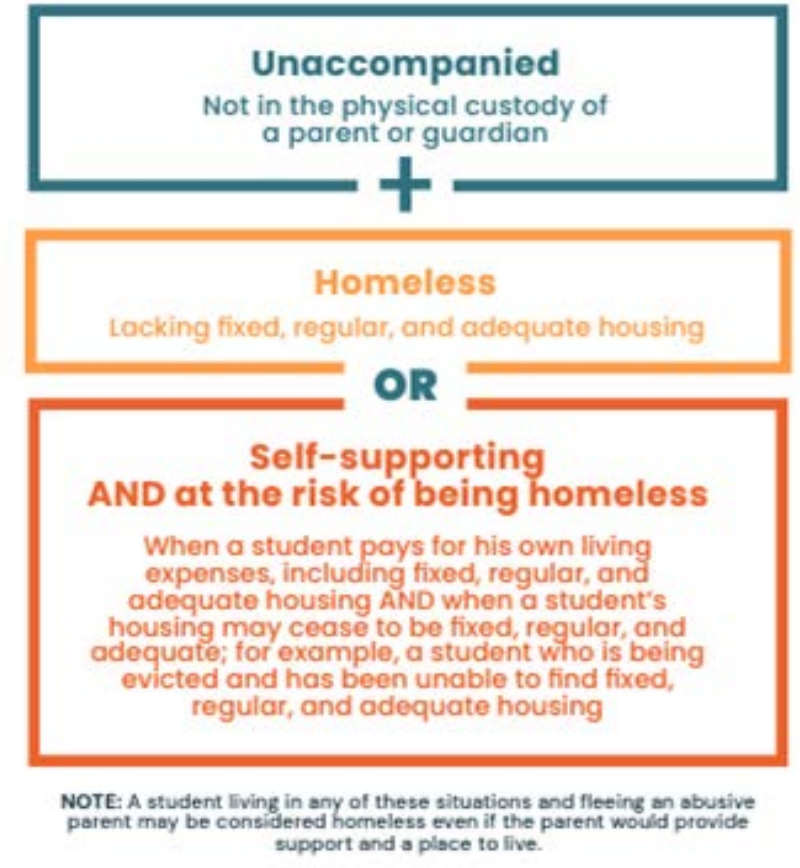 Unaccompanied
Not in the physical custody of
a parent or guardian
+
Homeless
Lacking fixed, regular, and adequate housing
OR
Self-supporting
AND at the risk of being homeless
When a student pays for his own living
expenses, including fixed, regular, and
adequate housing AND when a student's
housing may cease to be fixed, regular, and
adequate; for example, a student who is being
evicted and has been unable to find fixed,
regular, and adequate housing
NOTE: A student living in any of these situations and fleeing an abusive
parent may be considered homeless even if the parent would provide
support and a place to live.